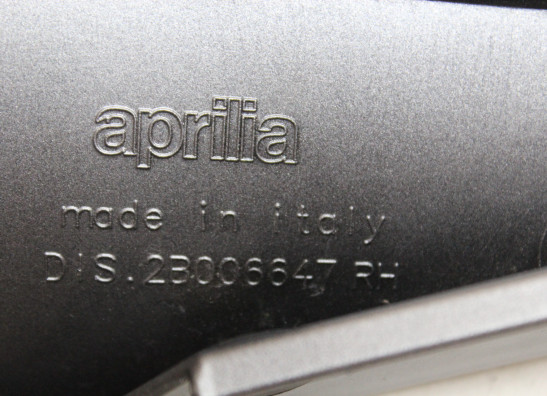 aprilia
made in italy
DIS.2B006647 RH